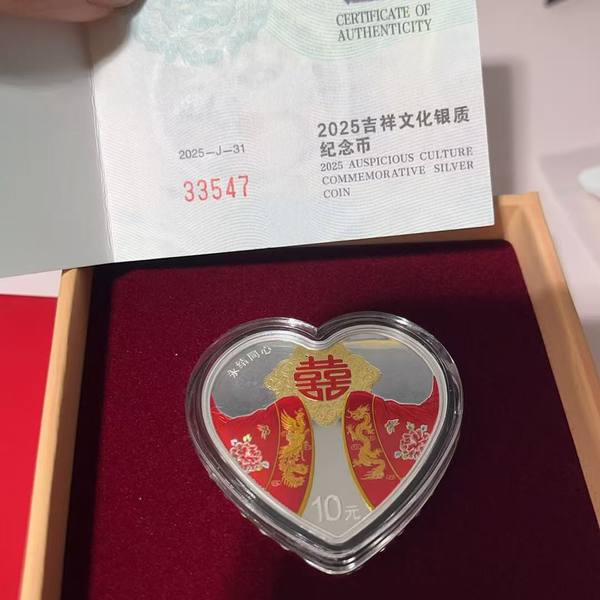 CERTIFICATE OF
AUTHENTICITY
2025吉祥文化银质
纪念币
2025 AUSPICIOUS CULTURE
COMMEMORATIVE SILVER
COIN
2025-J-31
33547
永结同心
囍
10元